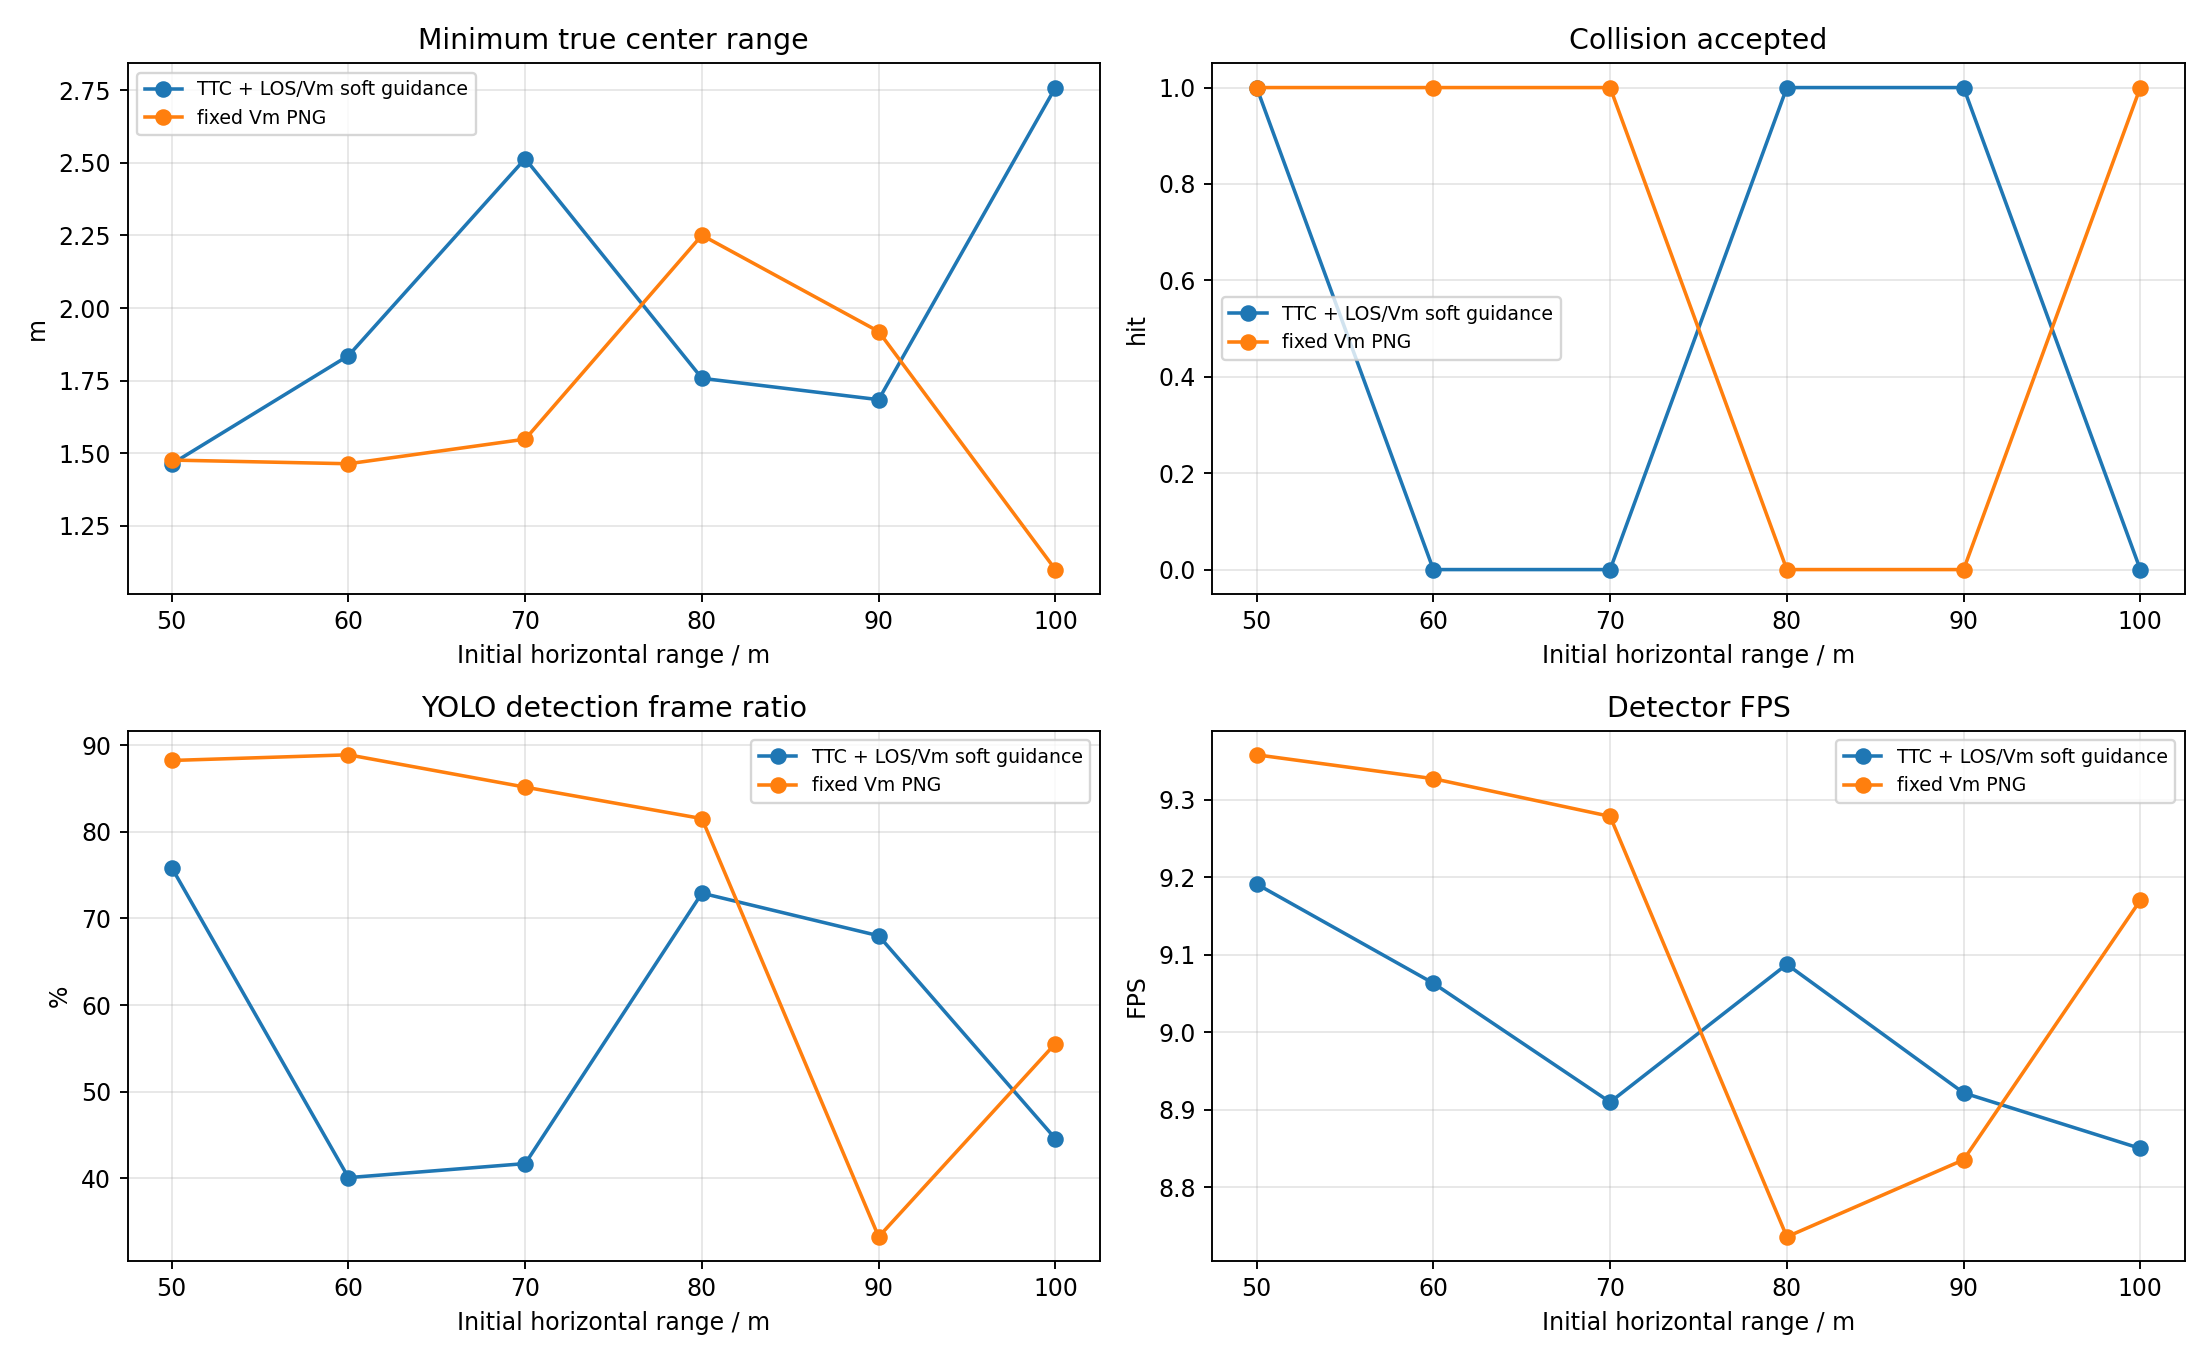 Minimum true center range
TTC + LOS/Vm soft guidance
fixed Vm PNG
2.75
2.50
2.25
2.00
1.75
1.50
1.25
m
50 60 70 80 90 100
Initial horizontal range / m
Collision accepted
TTC + LOS/Vm soft guidance
fixed Vm PNG
1.0
0.8
0.6
0.4
0.2
0.0
hit
50 60 70 80 90 100
Initial horizontal range / m
YOLO detection frame ratio
TTC + LOS/Vm soft guidance
fixed Vm PNG
90
80
70
60
50
40
%
50 60 70 80 90 100
Initial horizontal range / m
Detector FPS
TTC + LOS/Vm soft guidance
fixed Vm PNG
9.3
9.2
9.1
9.0
8.9
8.8
FPS
50 60 70 80 90 100
Initial horizontal range / m